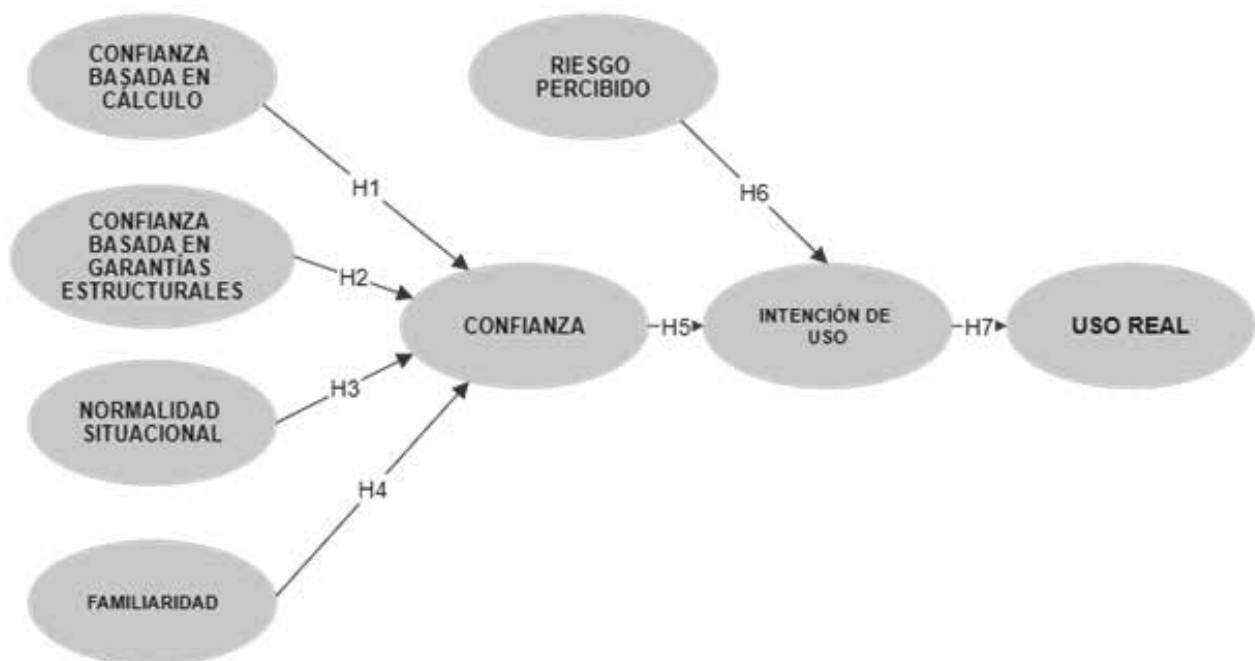 CONFIANZA
BASADA EN
CÁLCULO
RIESGO
PERCIBIDO
H1
H6
CONFIANZA
BASADA EN
GARANTÍAS
ESTRUCTURALES
H2
CONFIANZA
H5
INTENCIÓN DE
USO
H7
USO REAL
H3
NORMALIDAD
SITUACIONAL
H4
FAMILIARIDAD